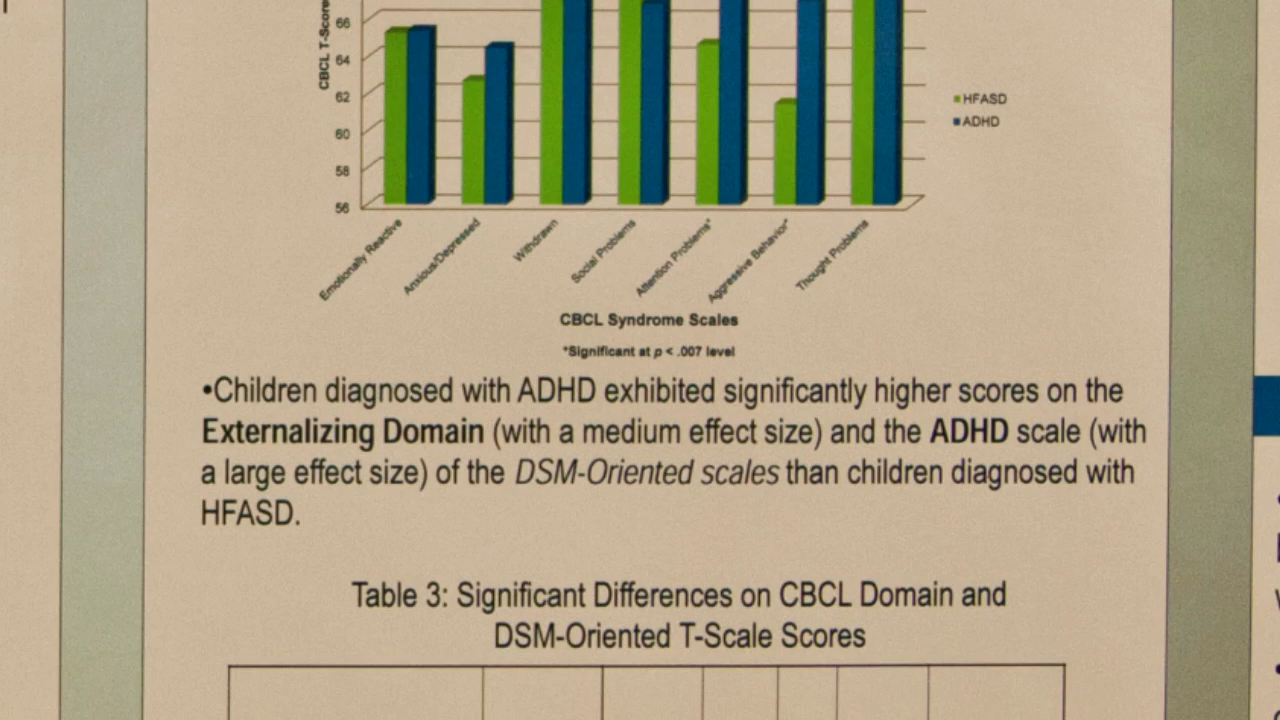 CBCL T-Score
66
64
62
60
58
56
HFASD
ADHD
Emotionally Reactive
Anxious/Depressed
Withdrawn
Social Problems
Attention Problems*
Aggressive Behavior*
Thought Problems
CBCL Syndrome Scales
*Significant at p < .007 level
•Children diagnosed with ADHD exhibited significantly higher scores on the
Externalizing Domain (with a medium effect size) and the ADHD scale (with
a large effect size) of the DSM-Oriented scales than children diagnosed with
HFASD.
Table 3: Significant Differences on CBCL Domain and
DSM-Oriented T-Scale Scores